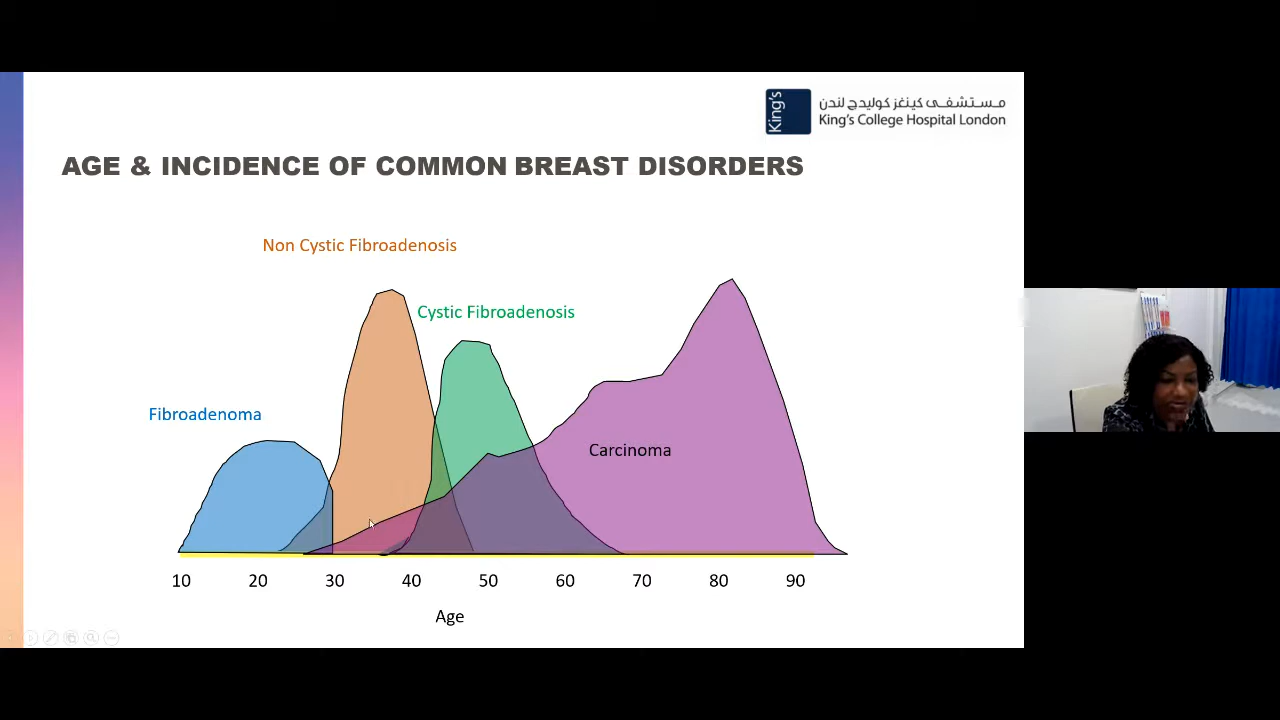 King's
مستشفى كينغز كوليدج لندن
King's College Hospital London
AGE & INCIDENCE OF COMMON BREAST DISORDERS
Non Cystic Fibroadenosis
Cystic Fibroadenosis
Fibroadenoma
Carcinoma
10 20 30 40 50 60 70 80 90
Age